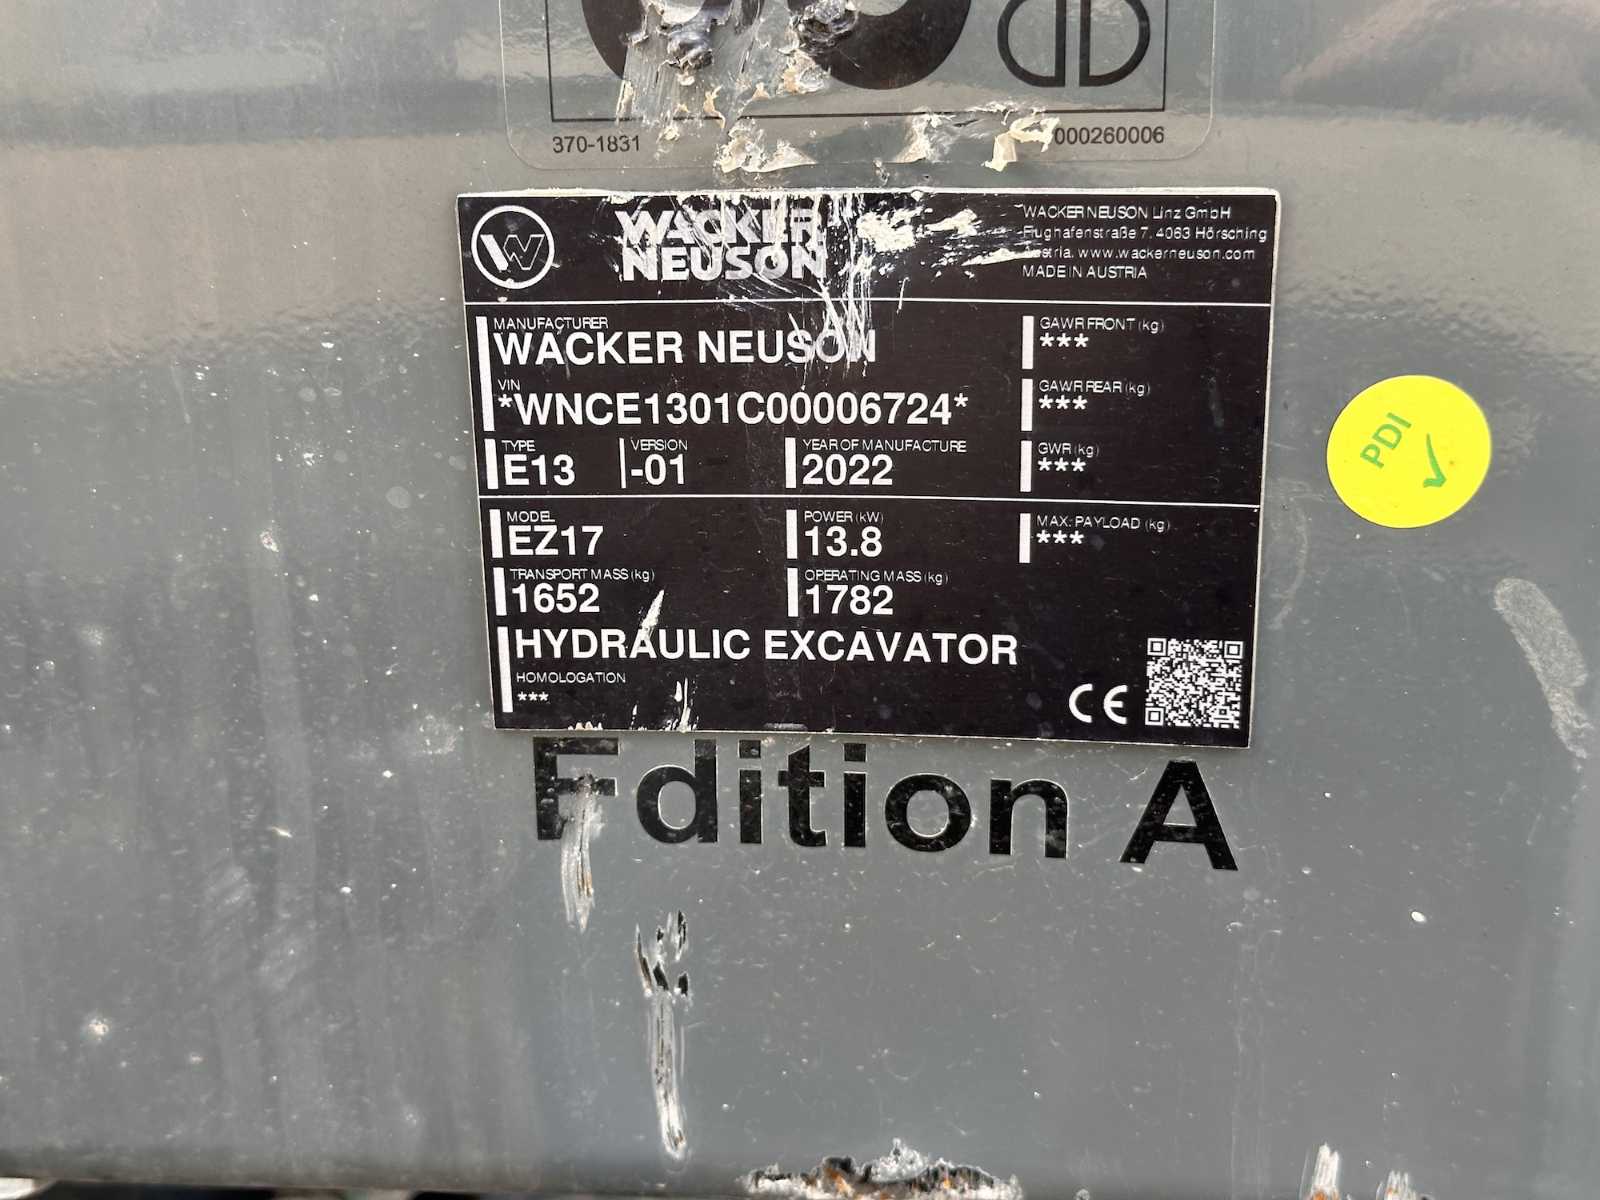 dB
370-1831
000260006
WACKER
NEUSON
WACKER NEUSON Linz GmbH
Flughafenstraße 7, 4063 Hörsching
www.wackerneuson.com
MADE IN AUSTRIA
MANUFACTURER
WACKER NEUSON
VIN
*WNCE1301C00006724*
TYPE
E13
VERSION
-01
YEAR OF MANUFACTURE
2022
MODEL
EZ17
POWER (kW)
13.8
TRANSPORT MASS (kg)
1652
OPERATING MASS (kg)
1782
HYDRAULIC EXCAVATOR
HOMOLOGATION
***
GAWR FRONT (kg)
***
GAWR REAR (kg)
***
GWR (kg)
***
MAX. PAYLOAD (kg)
***
CE
PDI
Edition A